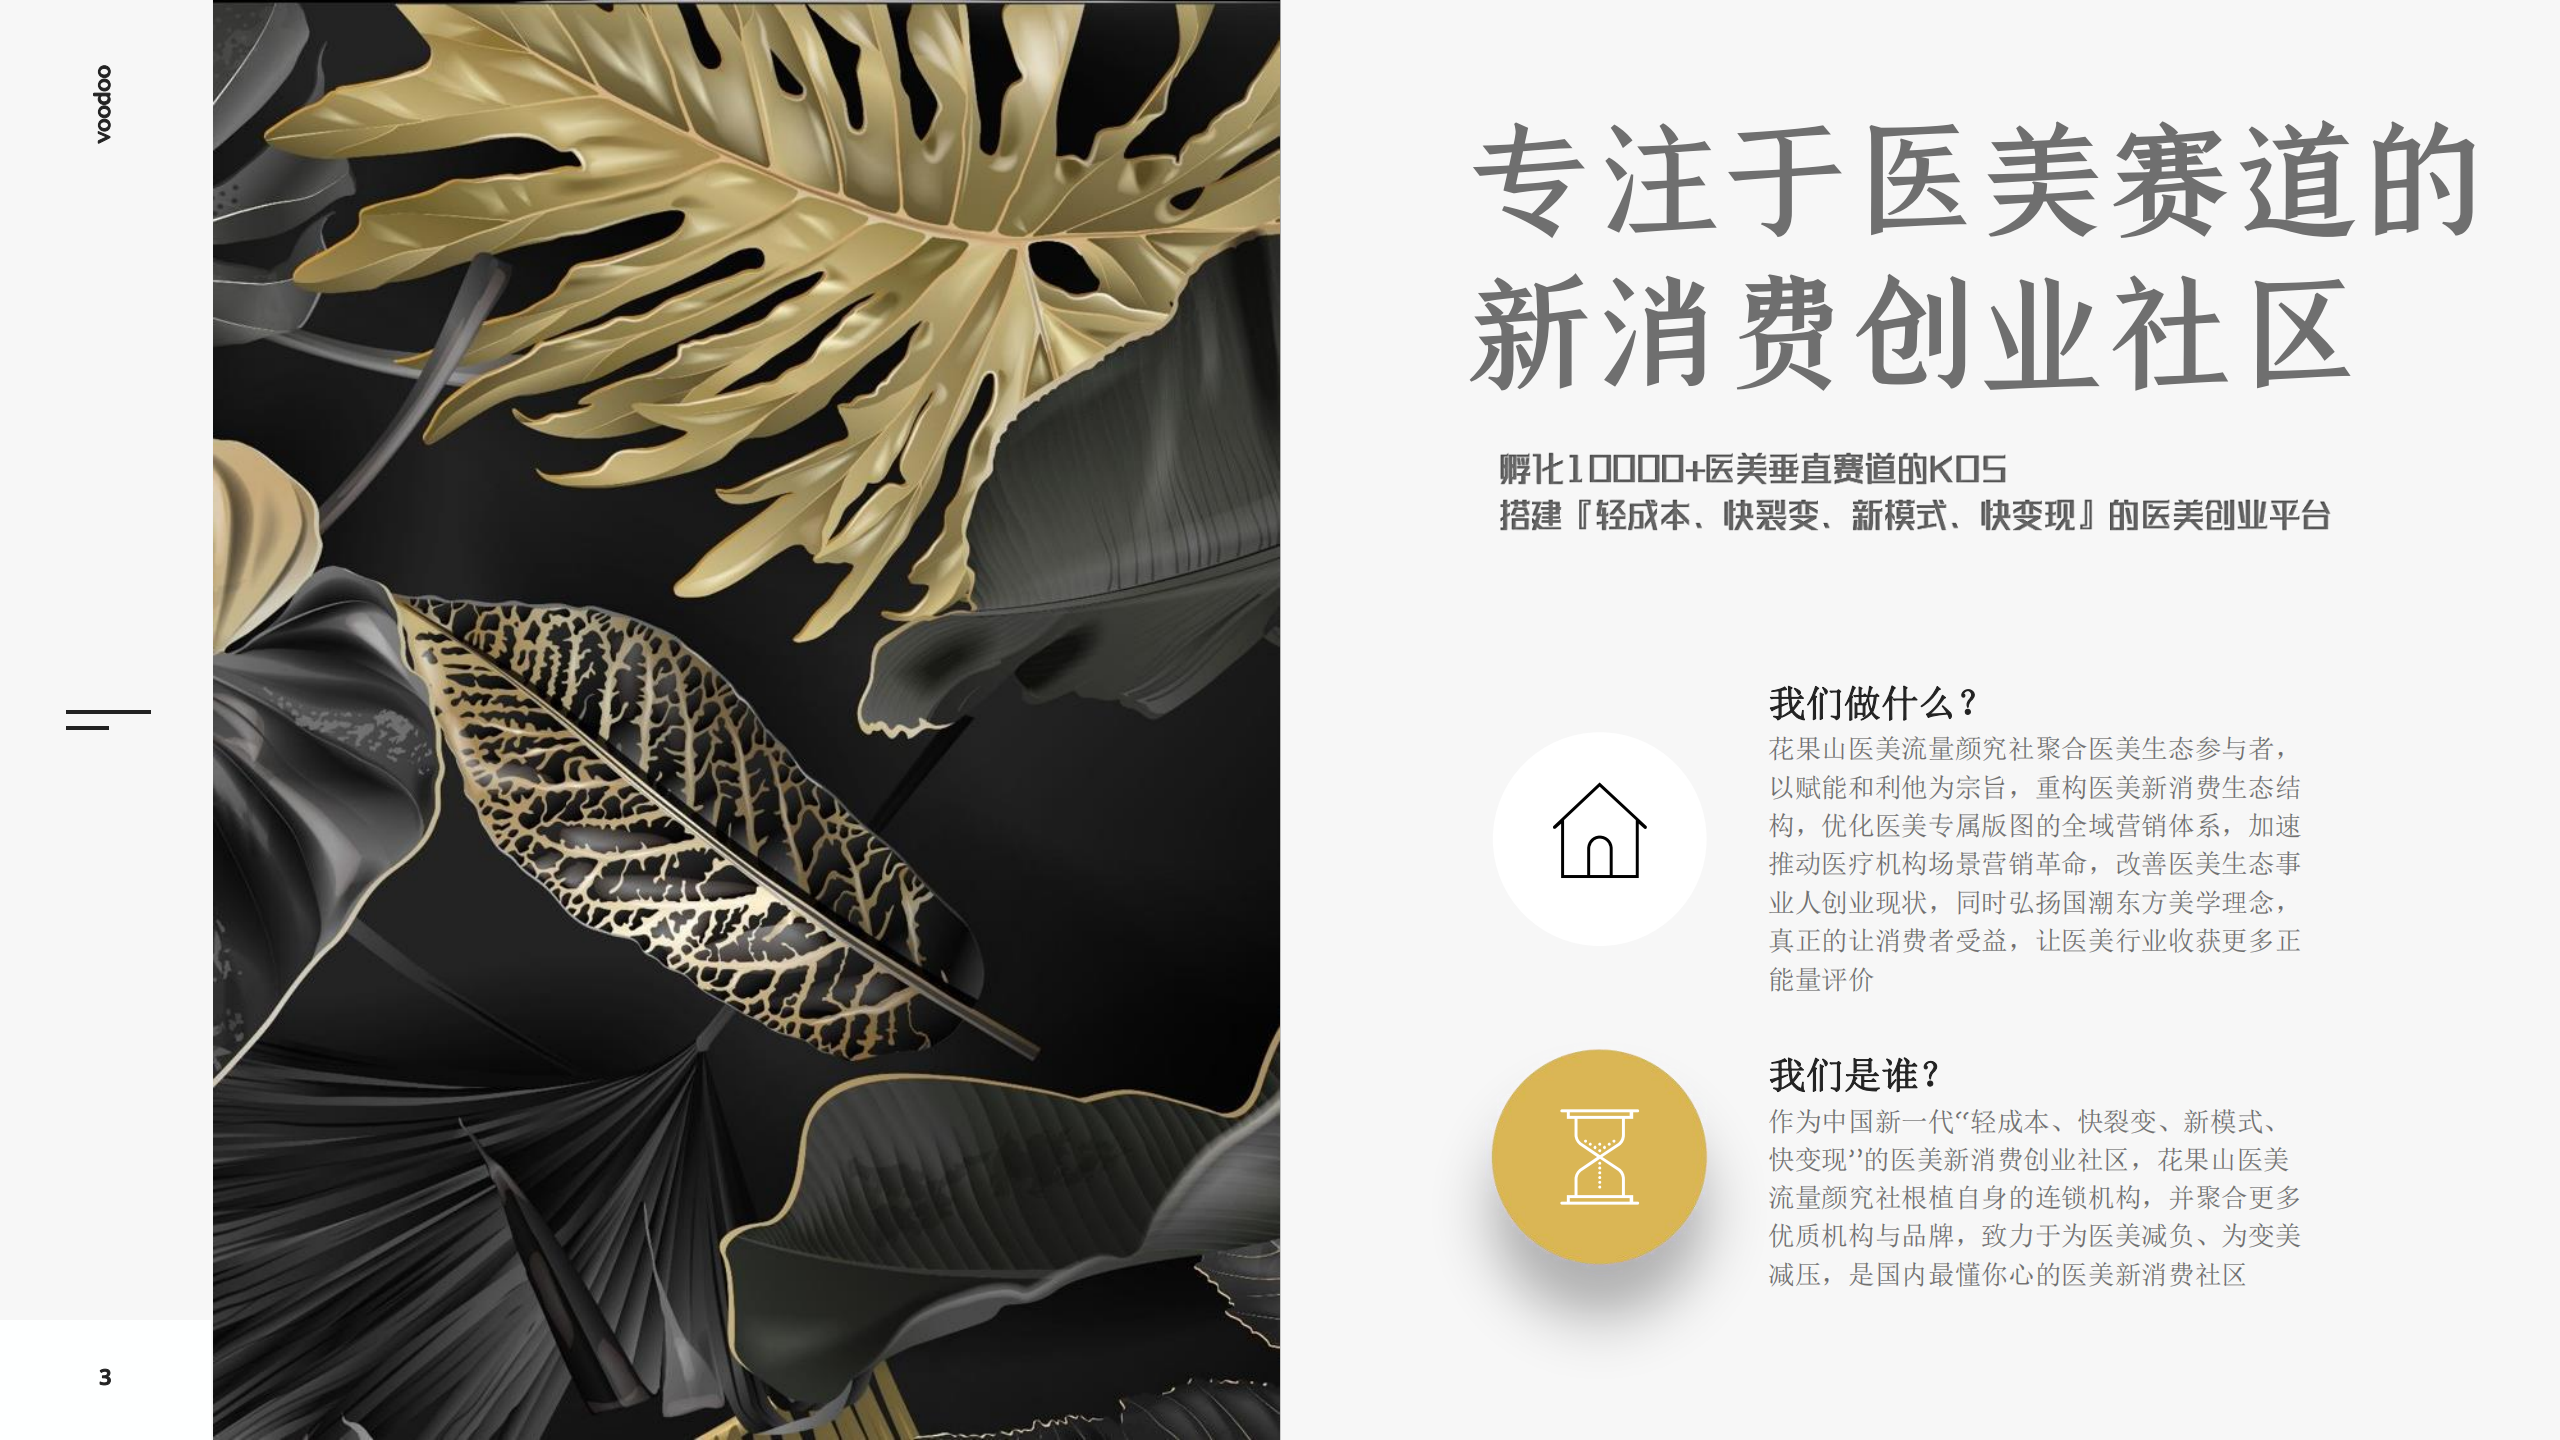 voodoo
专注于医美赛道的
新消费创业社区
孵化10000+医美垂直赛道的KOS
搭建『轻成本、快裂变、新模式、快变现』的医美创业平台
我们做什么?
花果山医美流量颜究社聚合医美生态参与者，
以赋能和利他为宗旨，重构医美新消费生态结
构，优化医美专属版图的全域营销体系，加速
推动医疗机构场景营销革命，改善医美生态事
业人创业现状，同时弘扬国潮东方美学理念，
真正的让消费者受益，让医美行业收获更多正
能量评价
我们是谁?
作为中国新一代“轻成本、快裂变、新模式、
快变现”的医美新消费创业社区，花果山医美
流量颜究社根植自身的连锁机构，并聚合更多
优质机构与品牌，致力于为医美减负、为变美
减压，是国内最懂你心的医美新消费社区
3